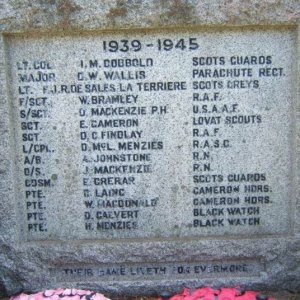 1939-1945
LT. COL. I. M. COBBOLD SCOTS GUARDS
MAJOR D. W. WALLIS PARACHUTE REGT.
LT. F.J.R. DE SALES LA TERRIERE SCOTS GREYS
F/SGT. W. BRAMLEY R.A.F.
S/SGT. D. MACKENZIE P.H. U.S.A.A.F.
SGT. E. CAMERON LOVAT SCOUTS
SGT. D. C. FINDLAY R.A.F.
L/CPL. D. McL. MENZIES R.A.S.C.
A/B. A. JOHNSTONE R.N.
O/S. J. MACKENZIE R.N.
E. CRERAR SCOTS GUARDS
PTE. C. LAING CAMERON HDRS.
PTE. W. MACDONALD CAMERON HDRS.
PTE. D. CALVERT BLACK WATCH
PTE. H. MENZIES BLACK WATCH
THEIR NAME LIVETH FOR EVERMORE